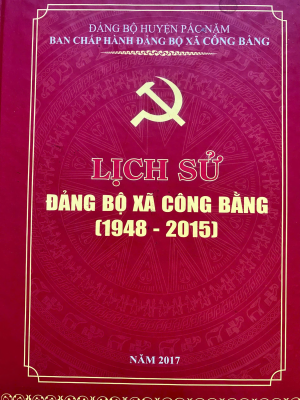 ĐẢNG BỘ HUYỆN PÁC-NẶM
BAN CHẤP HÀNH ĐẢNG BỘ XÃ CÔNG BẰNG
LỊCH SỬ
ĐẢNG BỘ XÃ CÔNG BẰNG
(1948 - 2015)
NĂM 2017